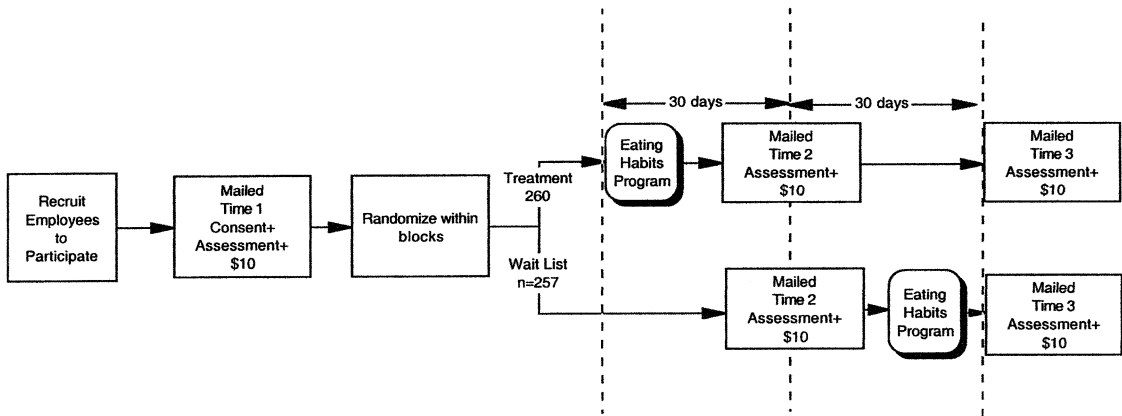 Recruit
Employees
to
Participate
Mailed
Time 1
Consent+
Assessment+
$10
Randomize within
blocks
Treatment
260
Wait List
n=257
30 days
30 days
Eating
Habits
Program
Mailed
Time 2
Assessment+
$10
Mailed
Time 3
Assessment+
$10
Mailed
Time 2
Assessment+
$10
Eating
Habits
Program
Mailed
Time 3
Assessment+
$10